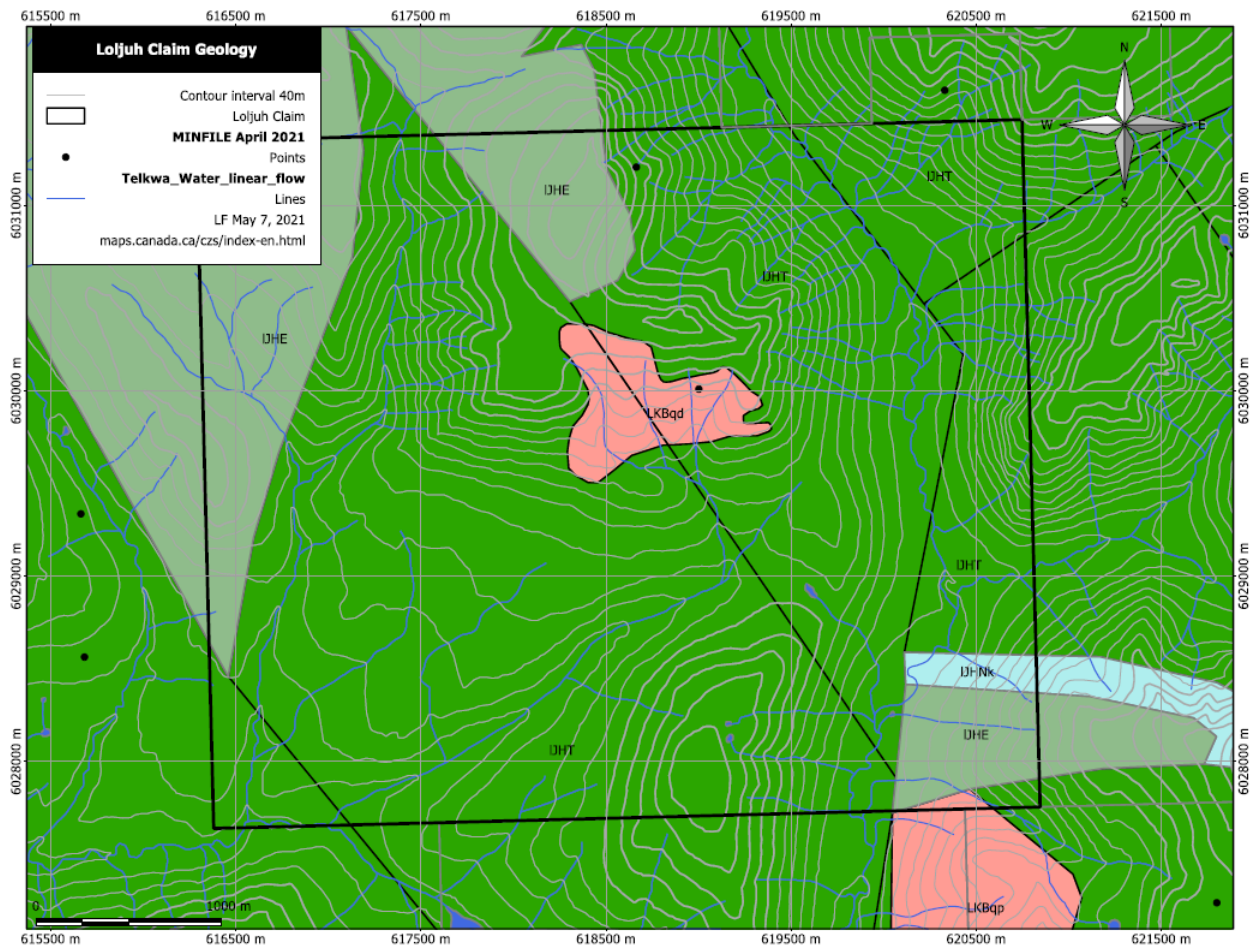 615500 m 616500 m 617500 m 618500 m 619500 m 620500 m 621500 m
Loljuh Claim Geology
Contour interval 40m
Loljuh Claim
MINFILE April 2021
Points
Telkwa_Water_linear_flow
Lines
LF May 7, 2021
maps.canada.ca/czs/index-en.html
N
W E
S
6031000 m 6031000 m
lJHE
lJHT
lJHT
lJHE
6030000 m 6030000 m
LKBqd
6029000 m 6029000 m
lJHT
lJHNk
lJHE
lJHT
6028000 m 6028000 m
LKBqp
0 1000 m
615500 m 616500 m 617500 m 618500 m 619500 m 620500 m 621500 m